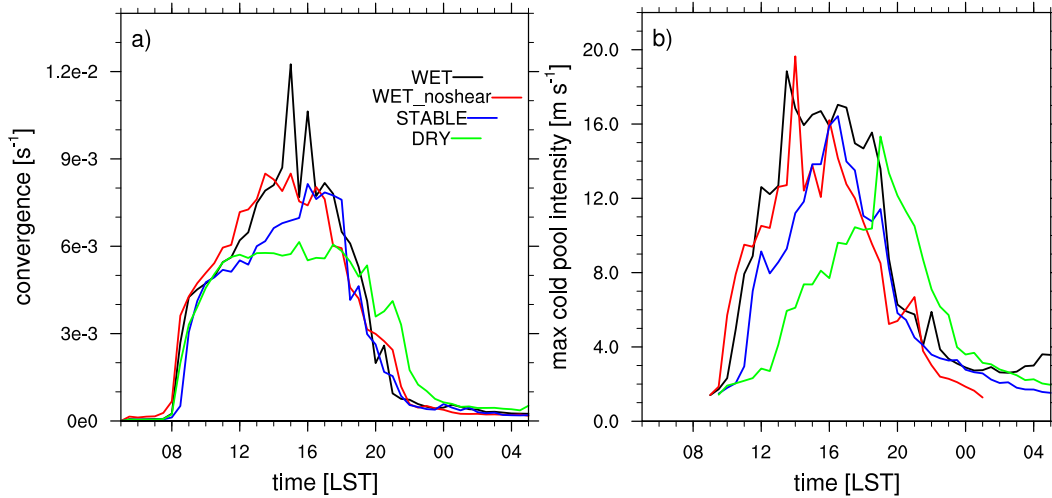 a)
convergence [s⁻¹]
1.2e-2
9e-3
6e-3
3e-3
0e0
WET
WET_noshear
STABLE
DRY
08 12 16 20 00 04
time [LST]
b)
max cold pool intensity [m s⁻¹]
20.0
16.0
12.0
8.0
4.0
0.0
08 12 16 20 00 04
time [LST]